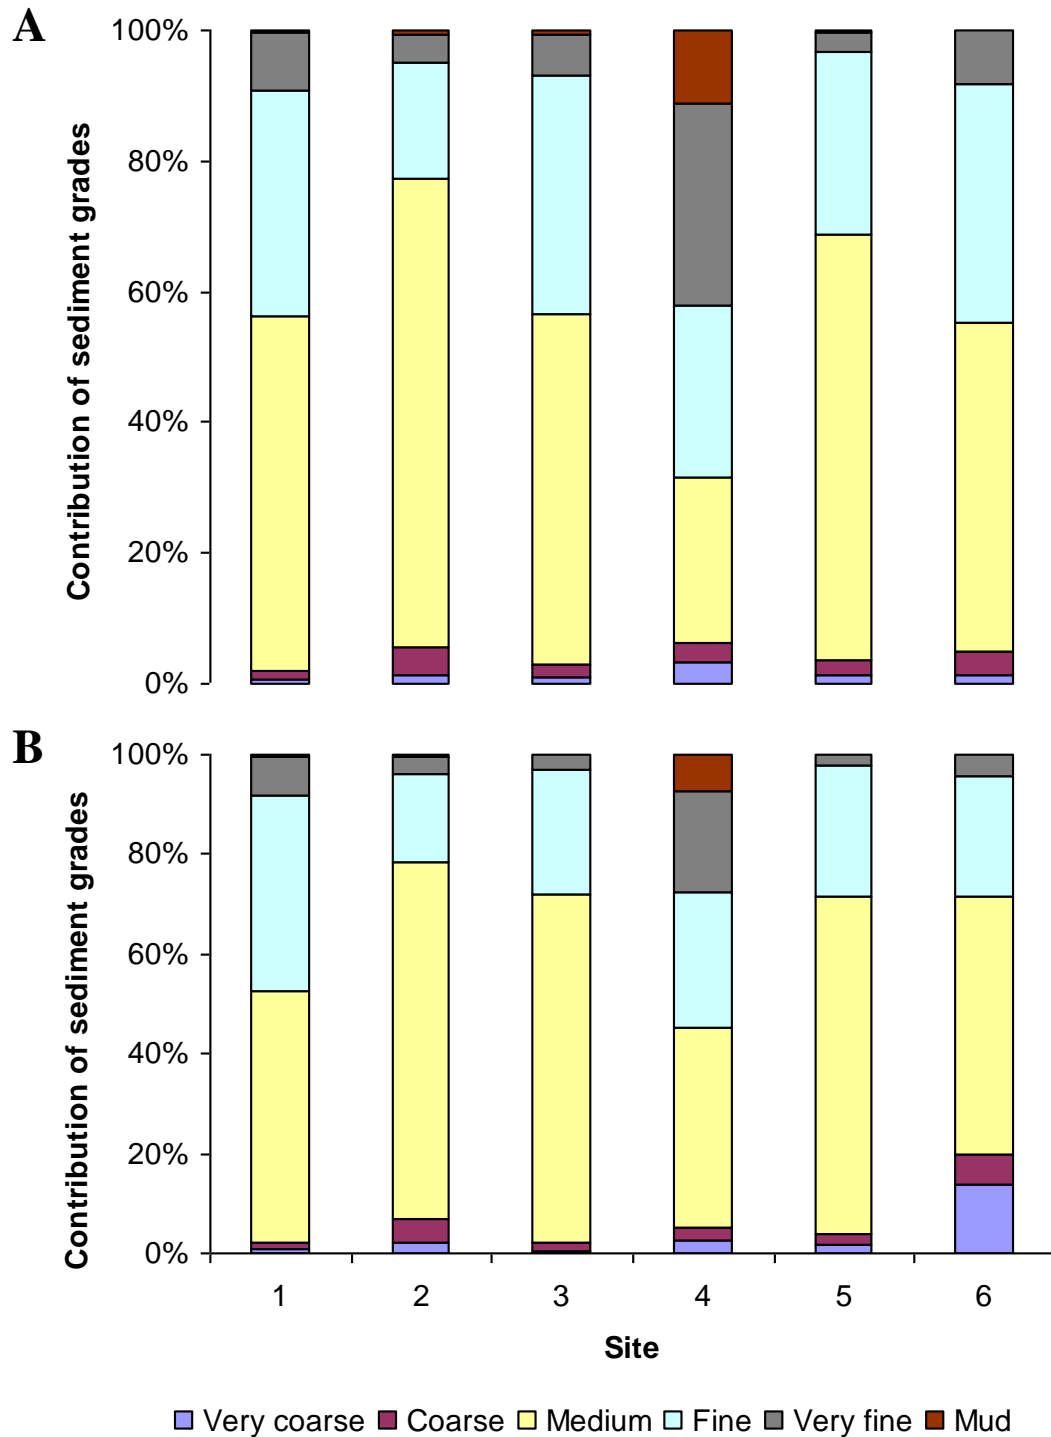 A
Contribution of sediment grades
100%
80%
60%
40%
20%
0%
B
Contribution of sediment grades
100%
80%
60%
40%
20%
0%
1 2 3 4 5 6
Site
Very coarse Coarse Medium Fine Very fine Mud